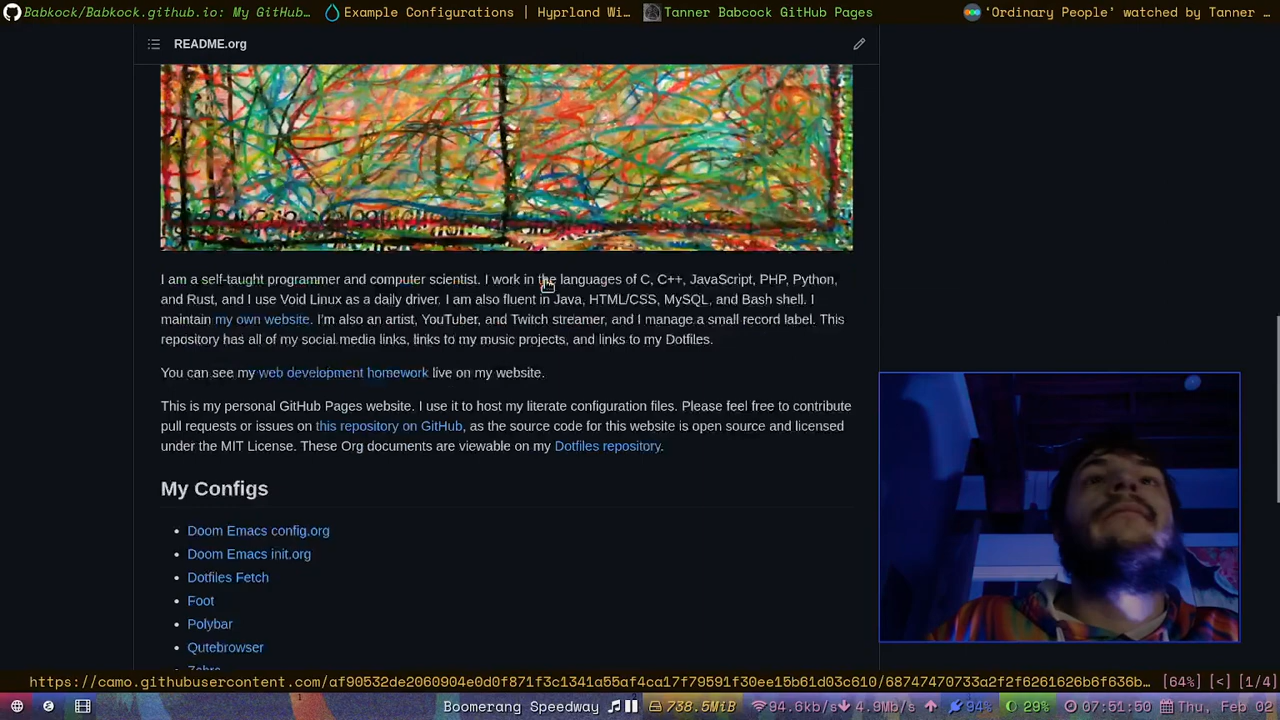 Babkock/Babkock.github.io: My GitHub…
Example Configurations | Hyprland Wi…
Tanner Babcock GitHub Pages
‘Ordinary People’ watched by Tanner …
README.org
I am a self-taught programmer and computer scientist. I work in the languages of C, C++, JavaScript, PHP, Python,
and Rust, and I use Void Linux as a daily driver. I am also fluent in Java, HTML/CSS, MySQL, and Bash shell. I
maintain my own website. I'm also an artist, YouTuber, and Twitch streamer, and I manage a small record label. This
repository has all of my social media links, links to my music projects, and links to my Dotfiles.
You can see my web development homework live on my website.
This is my personal GitHub Pages website. I use it to host my literate configuration files. Please feel free to contribute
pull requests or issues on this repository on GitHub, as the source code for this website is open source and licensed
under the MIT License. These Org documents are viewable on my Dotfiles repository.
My Configs
Doom Emacs config.org
Doom Emacs init.org
Dotfiles Fetch
Foot
Polybar
Qutebrowser
https://camo.githubusercontent.com/af90532de2060904e0d0f871f3c1341a55af4ca17f79591f30ee15b61d03c610/68747470733a2f2f6261626b6f636b… [64%] [<] [1/4]
Boomerang Speedway 738.5MiB 94.6kb/s 4.9Mb/s 94% 29% 07:51:50 Thu, Feb 02